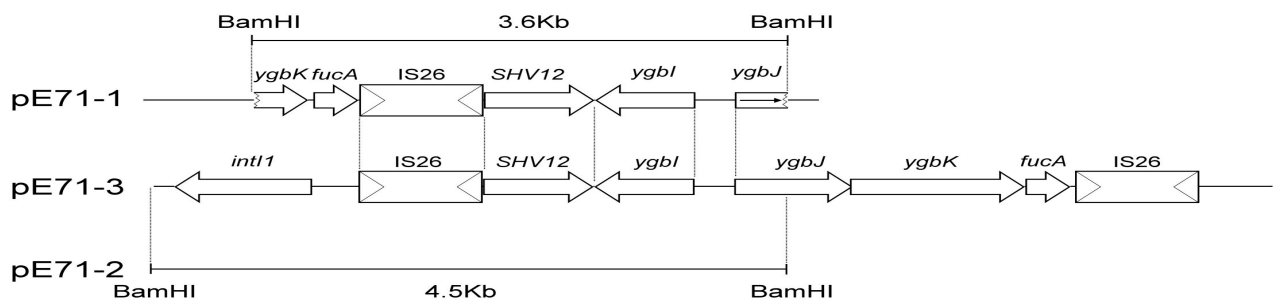 BamHI 3.6Kb BamHI
ygbK fucA IS26 SHV12 ygbI ygbJ
pE71-1
intI1 IS26 SHV12 ygbI ygbJ ygbK fucA IS26
pE71-3
pE71-2
BamHI 4.5Kb BamHI